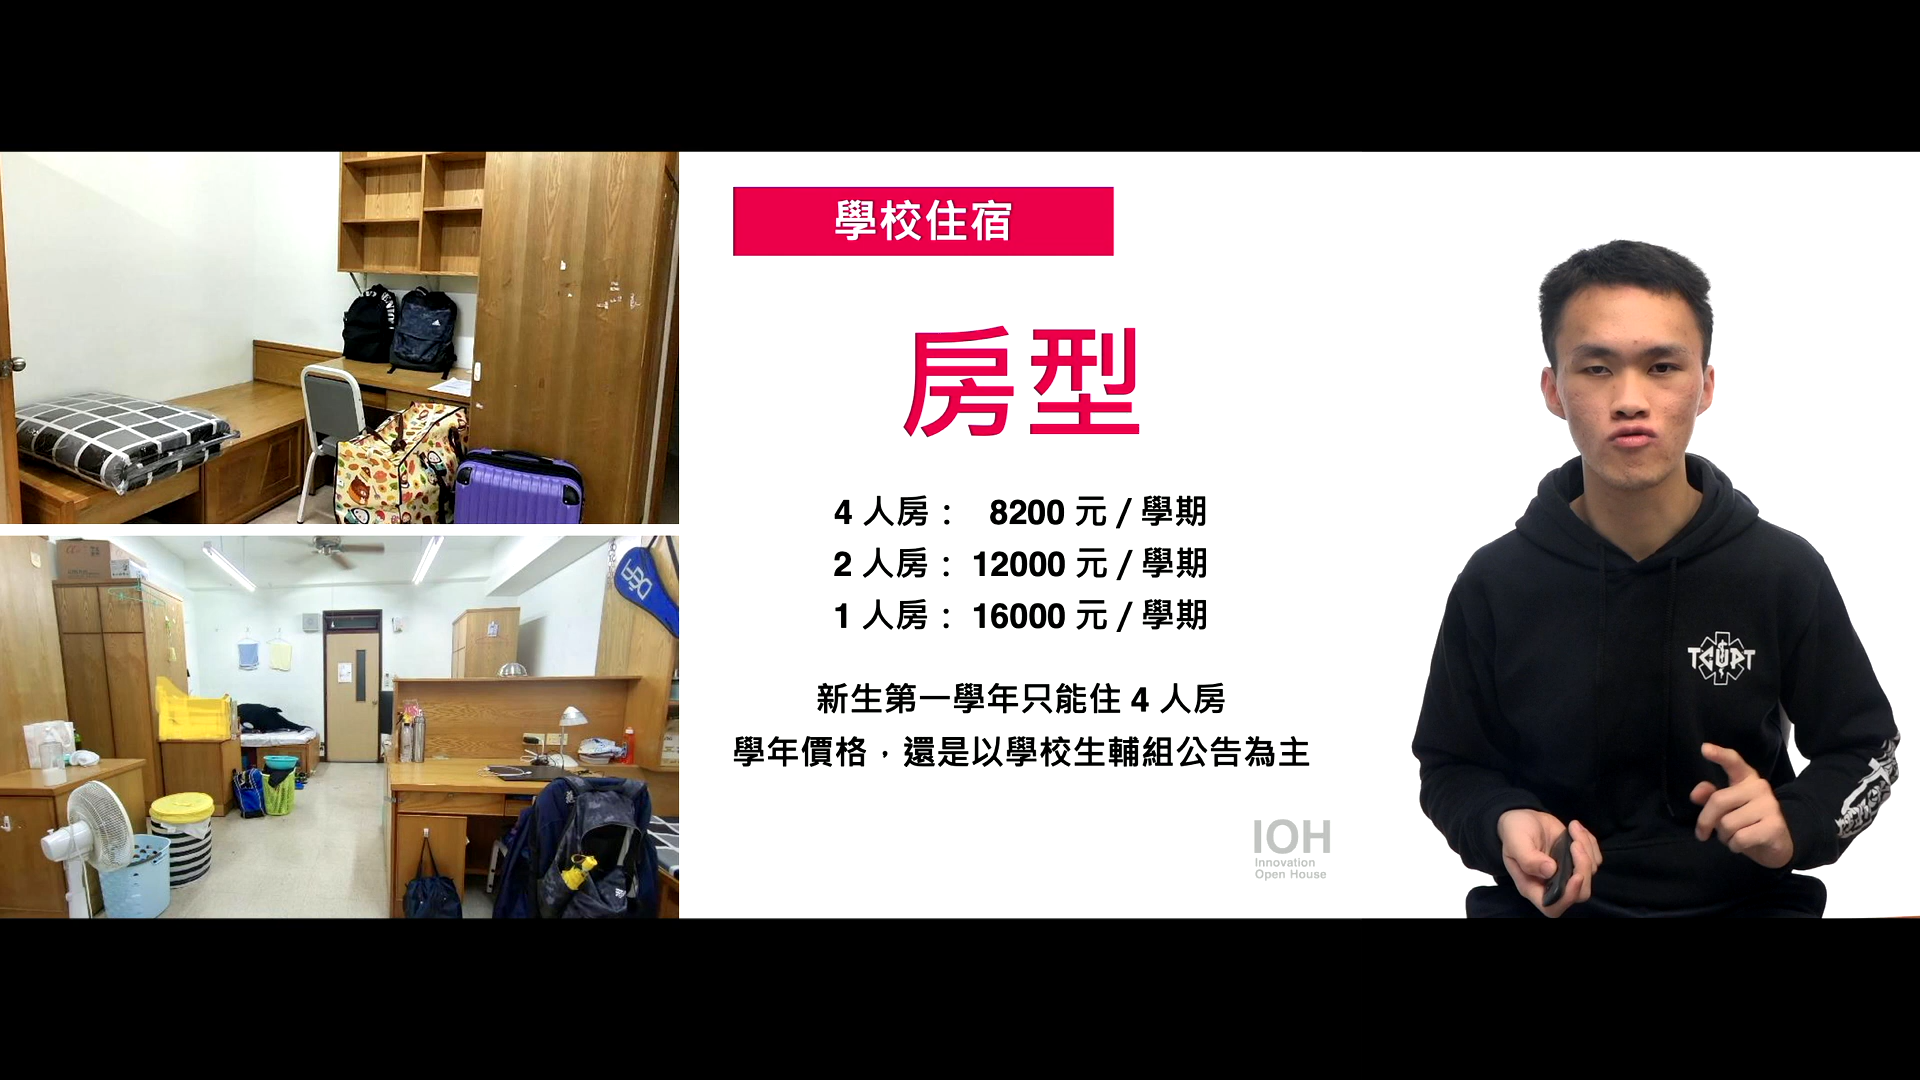 學校住宿
房型
4 人房： 8200 元 / 學期
2 人房： 12000 元 / 學期
1 人房： 16000 元 / 學期
新生第一學年只能住 4 人房
學年價格，還是以學校生輔組公告為主
IOH
Innovation
Open House
TCUPT
adidas